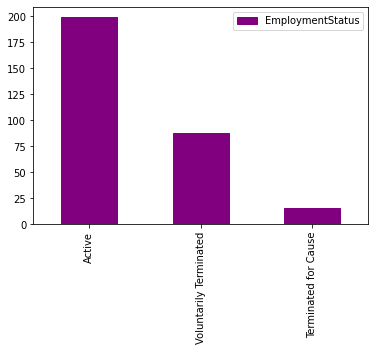 200
175
150
125
100
75
50
25
0
EmploymentStatus
Active
Voluntarily Terminated
Terminated for Cause